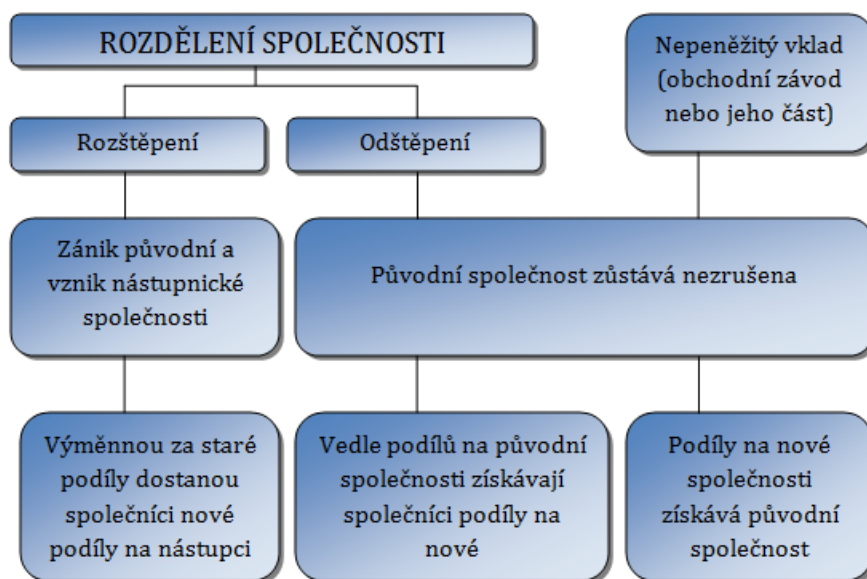 ROZDĚLENÍ SPOLEČNOSTI
Nepeněžitý vklad
(obchodní závod
nebo jeho část)
Rozštěpení
Odštěpení
Zánik původní a
vznik nástupnické
společnosti
Původní společnost zůstává nezrušena
Výměnnou za staré
podíly dostanou
společníci nové
podíly na nástupci
Vedle podílů na původní
společnosti získávají
společníci podíly na
nové
Podíly na nové
společnosti
získává původní
společnost